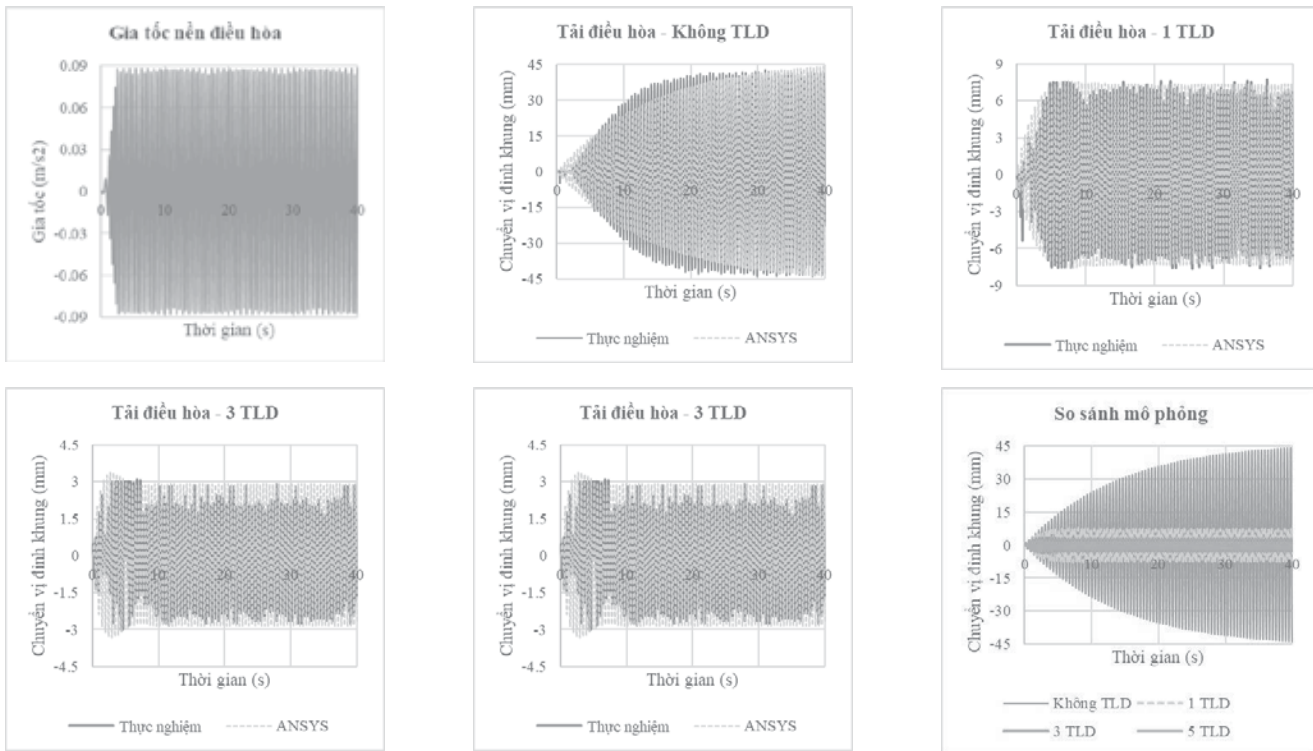 Gia tốc nền điều hòa
0.09
0.06
0.03
0
-0.03
-0.06
-0.09
0
10
20
30
40
Gia tốc (m/s2)
Thời gian (s)
Tải điều hòa - Không TLD
45
30
15
0
-15
-30
-45
0
10
20
30
40
Chuyển vị đỉnh khung (mm)
Thời gian (s)
Thực nghiệm
ANSYS
Tải điều hòa - 1 TLD
9
6
3
0
-3
-6
-9
0
10
20
30
40
Chuyển vị đỉnh khung (mm)
Thời gian (s)
Thực nghiệm
ANSYS
Tải điều hòa - 3 TLD
4.5
3
1.5
0
-1.5
-3
-4.5
0
10
20
30
40
Chuyển vị đỉnh khung (mm)
Thời gian (s)
Thực nghiệm
ANSYS
Tải điều hòa - 3 TLD
4.5
3
1.5
0
-1.5
-3
-4.5
0
10
20
30
40
Chuyển vị đỉnh khung (mm)
Thời gian (s)
Thực nghiệm
ANSYS
So sánh mô phỏng
45
30
15
0
-15
-30
-45
0
10
20
30
40
Chuyển vị đỉnh khung (mm)
Thời gian (s)
Không TLD
1 TLD
3 TLD
5 TLD